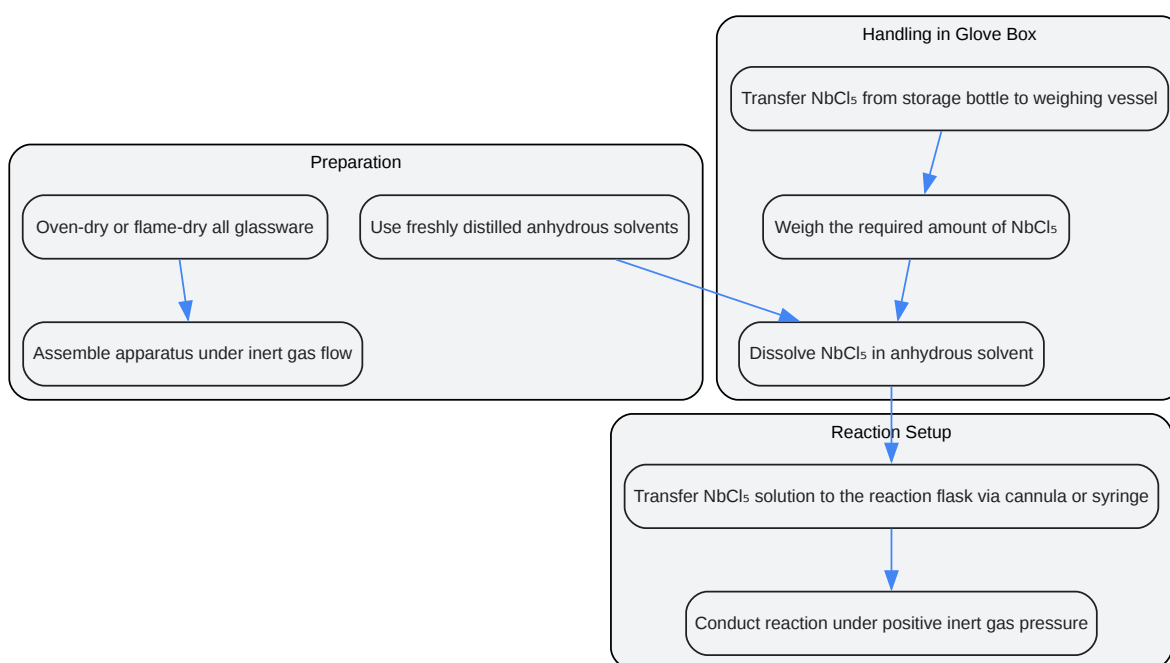 Handling in Glove Box
Transfer NbCl₅ from storage bottle to weighing vessel
Preparation
Oven-dry or flame-dry all glassware
Use freshly distilled anhydrous solvents
Weigh the required amount of NbCl₅
Assemble apparatus under inert gas flow
Dissolve NbCl₅ in anhydrous solvent
Reaction Setup
Transfer NbCl₅ solution to the reaction flask via cannula or syringe
Conduct reaction under positive inert gas pressure